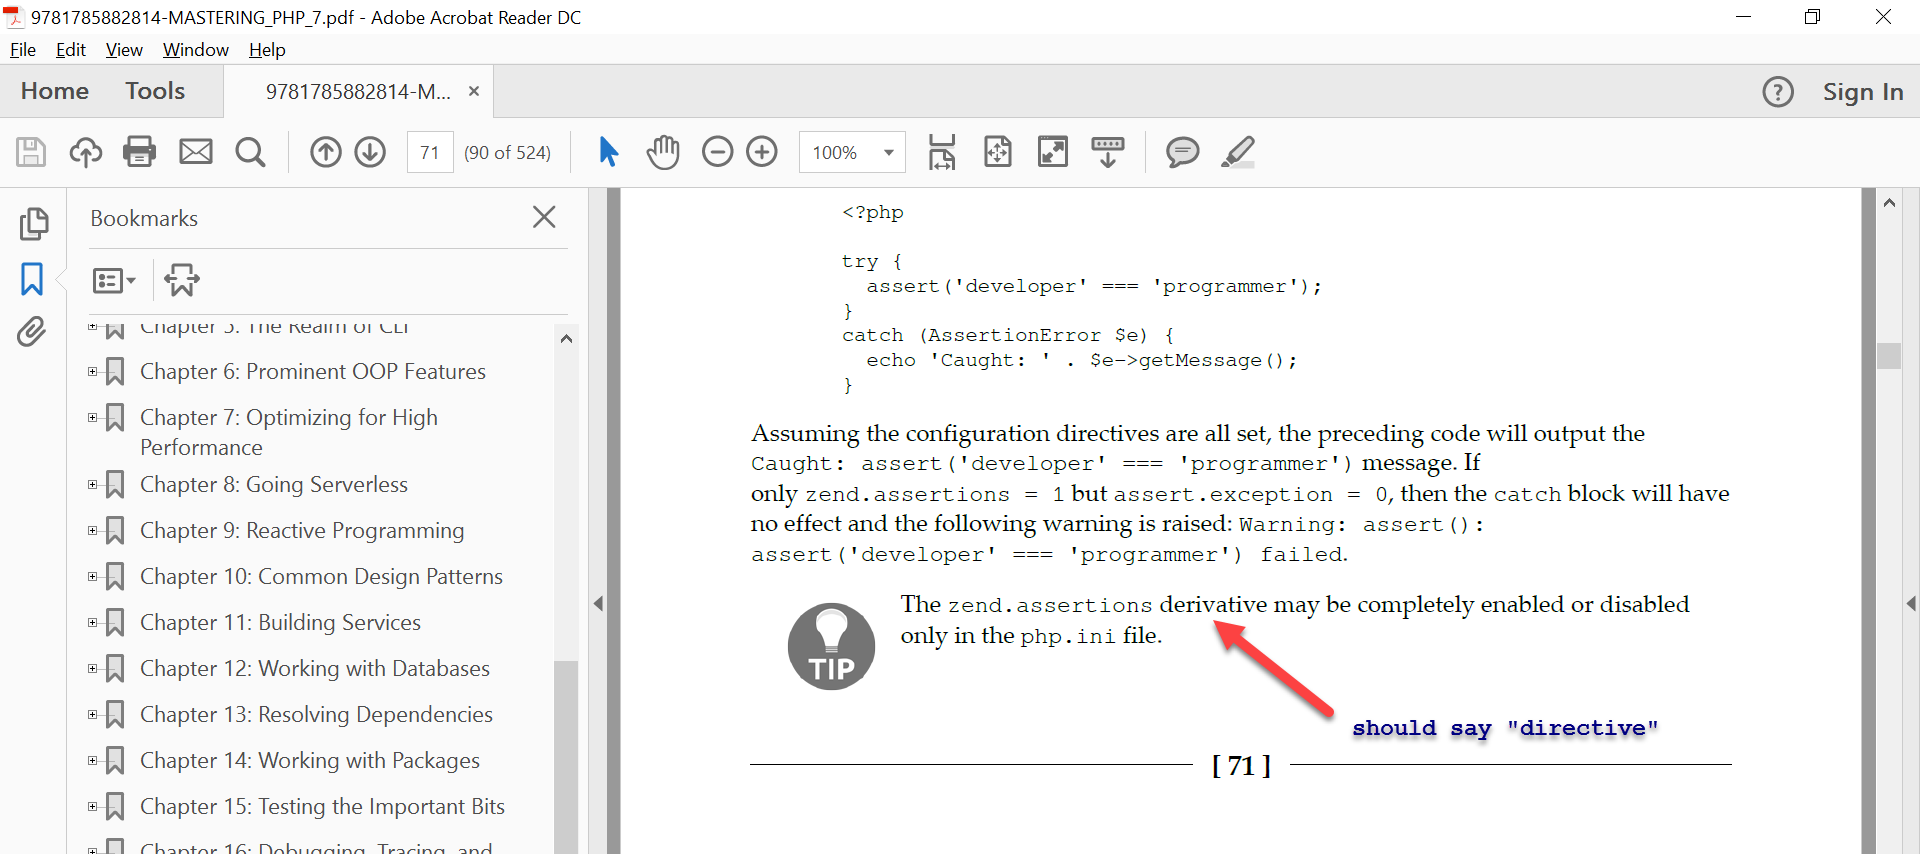 9781785882814-MASTERING_PHP_7.pdf - Adobe Acrobat Reader DC
File Edit View Window Help
Home Tools 9781785882814-M... × ? Sign In
71 (90 of 524) 100%
Bookmarks
Chapter 5: The Realm of CLI
Chapter 6: Prominent OOP Features
Chapter 7: Optimizing for High
Performance
Chapter 8: Going Serverless
Chapter 9: Reactive Programming
Chapter 10: Common Design Patterns
Chapter 11: Building Services
Chapter 12: Working with Databases
Chapter 13: Resolving Dependencies
Chapter 14: Working with Packages
Chapter 15: Testing the Important Bits
Chapter 16: Debugging, Tracing, and
<?php
try {
  assert('developer' === 'programmer');
}
catch (AssertionError $e) {
  echo 'Caught: ' . $e->getMessage();
}
Assuming the configuration directives are all set, the preceding code will output the
Caught: assert('developer' === 'programmer') message. If
only zend.assertions = 1 but assert.exception = 0, then the catch block will have
no effect and the following warning is raised: Warning: assert():
assert('developer' === 'programmer') failed.
The zend.assertions derivative may be completely enabled or disabled
only in the php.ini file.
TIP
should say "directive"
[ 71 ]